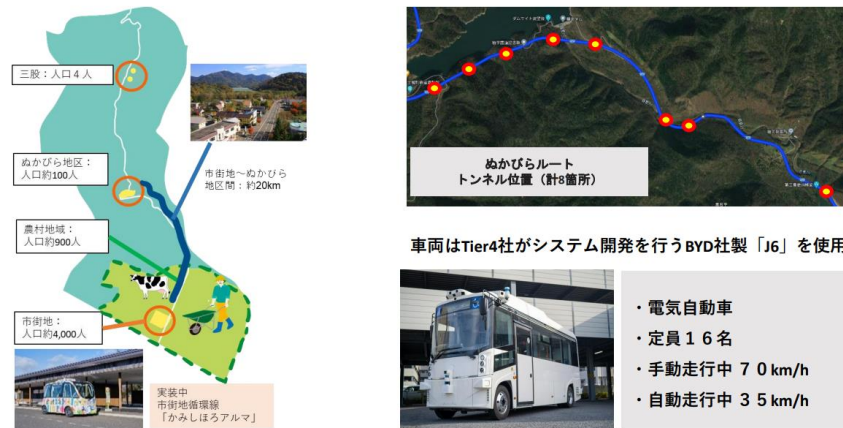 三股：人口４人
ぬかびら地区：
人口約100人
市街地～ぬかびら
地区間：約20km
農村地域：
人口約900人
市街地：
人口約4,000人
実装中
市街地循環線
「かみしほろアルマ」
ぬかびらルート
トンネル位置（計8箇所）
車両はTier4社がシステム開発を行うBYD社製「J6」を使用
・電気自動車
・定員１６名
・手動走行中 ７０km/h
・自動走行中 ３５km/h